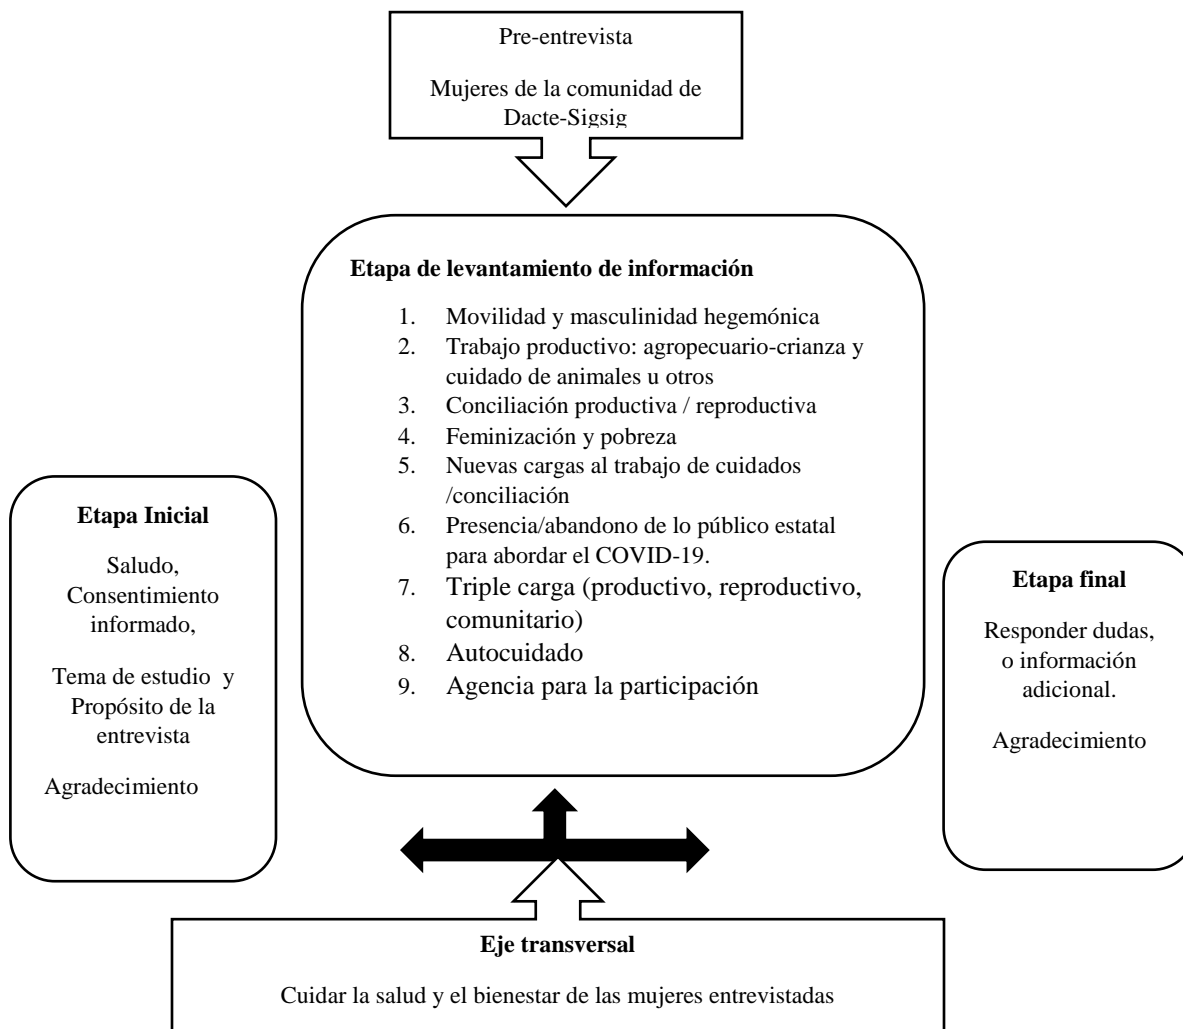 Pre-entrevista
Mujeres de la comunidad de
Dacte-Sigsig
Etapa de levantamiento de información
1. Movilidad y masculinidad hegemónica
2. Trabajo productivo: agropecuario-crianza y
cuidado de animales u otros
3. Conciliación productiva / reproductiva
4. Feminización y pobreza
5. Nuevas cargas al trabajo de cuidados
/conciliación
6. Presencia/abandono de lo público estatal
para abordar el COVID-19.
7. Triple carga (productivo, reproductivo,
comunitario)
8. Autocuidado
9. Agencia para la participación
Etapa Inicial
Saludo,
Consentimiento
informado,
Tema de estudio y
Propósito de la
entrevista
Agradecimiento
Etapa final
Responder dudas,
o información
adicional.
Agradecimiento
Eje transversal
Cuidar la salud y el bienestar de las mujeres entrevistadas